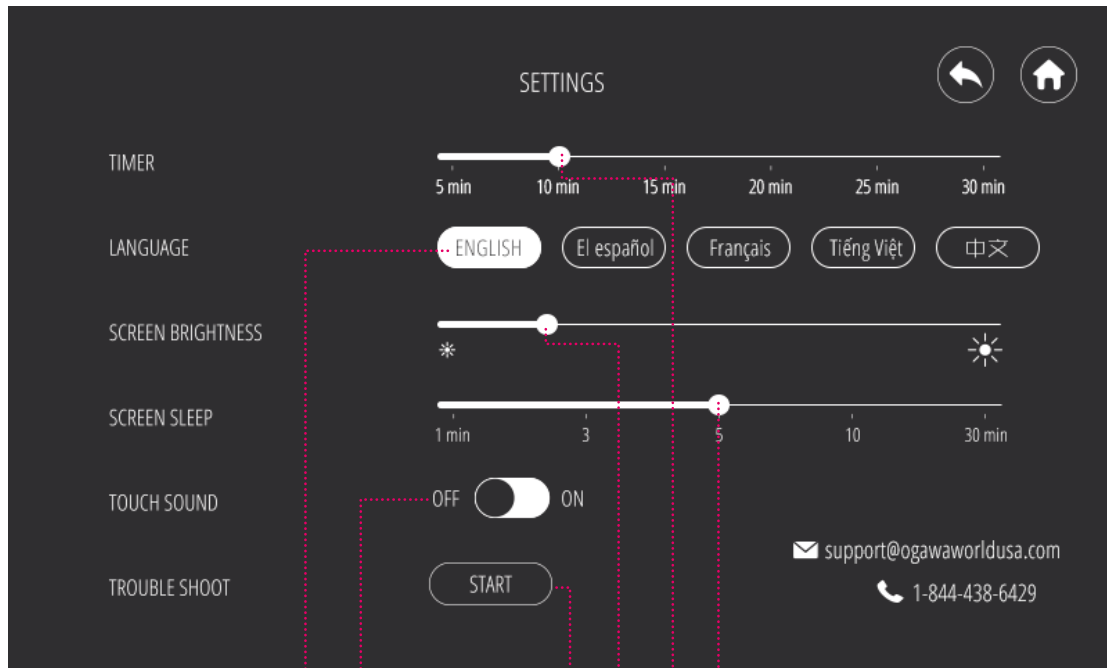 SETTINGS
TIMER
5 min 10 min 15 min 20 min 25 min 30 min
LANGUAGE ENGLISH El español Français Tiếng Việt 中文
SCREEN BRIGHTNESS
SCREEN SLEEP
1 min 3 5 10 30 min
TOUCH SOUND OFF ON
support@ogawaworldusa.com
TROUBLE SHOOT START 1-844-438-6429